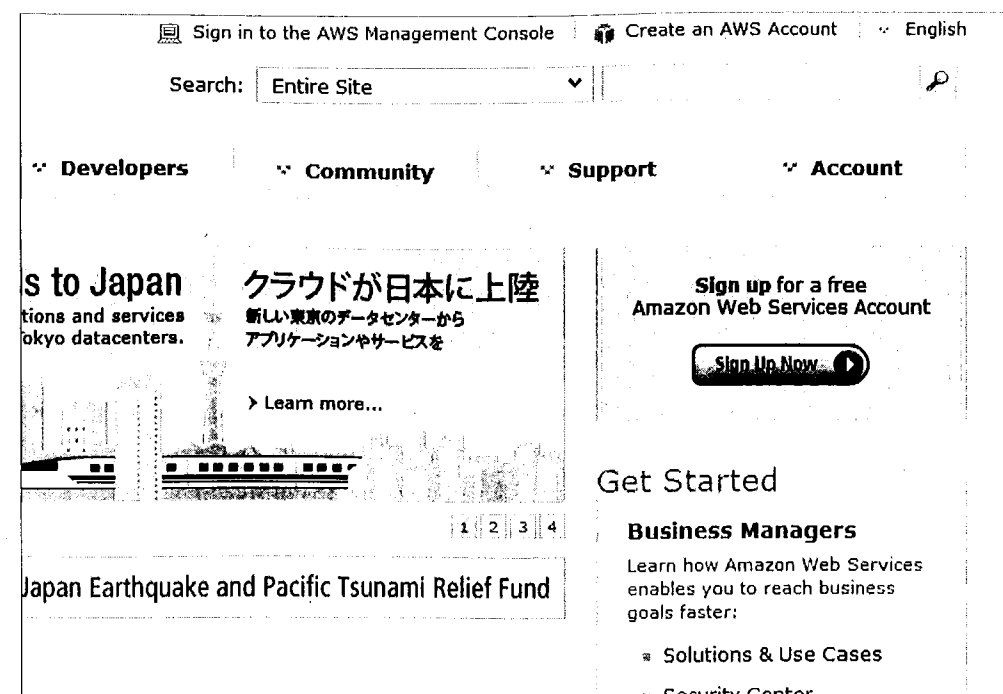 Sign in to the AWS Management Console
Create an AWS Account
English
Search: Entire Site
Developers
Community
Support
Account
s to Japan
tions and services
okyo datacenters.
クラウドが日本に上陸
新しい東京のデータセンターから
アプリケーションやサービスを
Learn more...
1 2 3 4
Japan Earthquake and Pacific Tsunami Relief Fund
Sign up for a free
Amazon Web Services Account
Sign Up Now
Get Started
Business Managers
Learn how Amazon Web Services
enables you to reach business
goals faster:
Solutions & Use Cases
Security Center